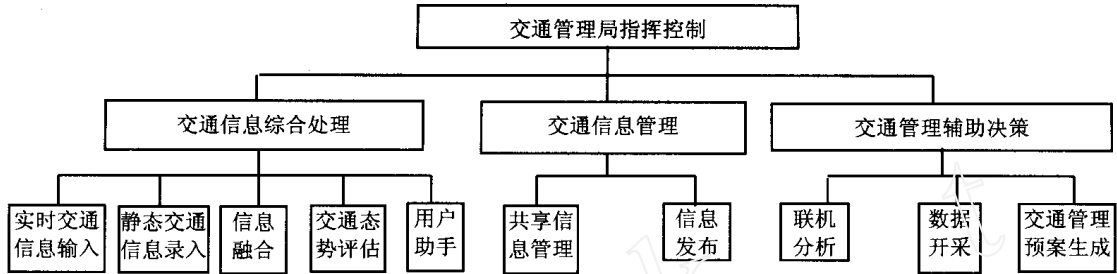 交通管理局指挥控制
交通信息综合处理
交通信息管理
交通管理辅助决策
实时交通
信息输入
静态交通
信息录入
信息
融合
交通态
势评估
用户
助手
共享信
息管理
信息
发布
联机
分析
数据
开采
交通管理
预案生成